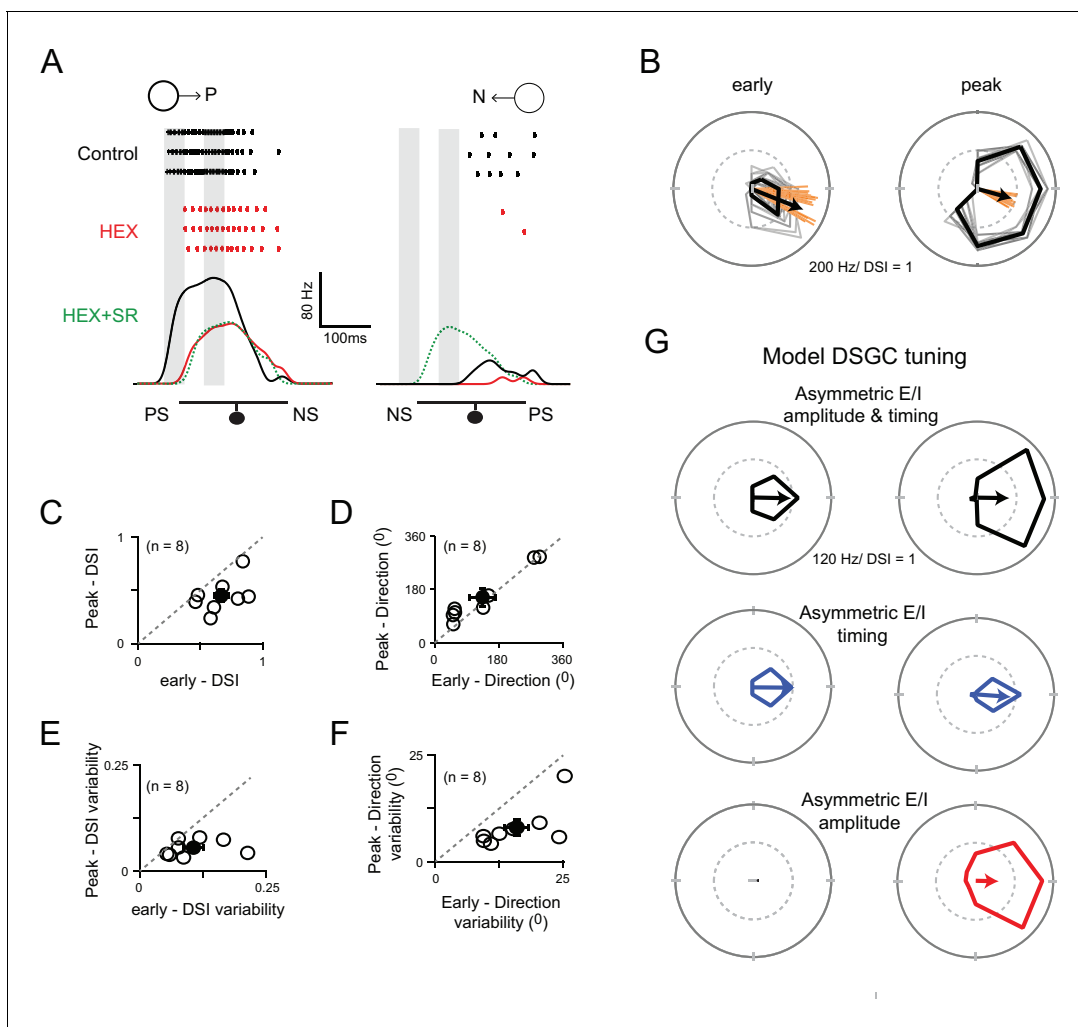 A
P
N
Control
HEX
HEX+SR
80 Hz
100ms
PS
NS
NS
PS
B
early
peak
200 Hz/ DSI = 1
C
(n = 8)
Peak - DSI
1
0
0
1
early - DSI
D
(n = 8)
Peak - Direction (⁰)
360
180
0
0
180
360
Early - Direction (⁰)
E
(n = 8)
Peak - DSI variability
0.25
0
0
0.25
early - DSI variability
F
(n = 8)
Peak - Direction
variability (⁰)
25
0
0
25
Early - Direction
variability (⁰)
G
Model DSGC tuning
Asymmetric E/I
amplitude & timing
120 Hz/ DSI = 1
Asymmetric E/I
timing
Asymmetric E/I
amplitude